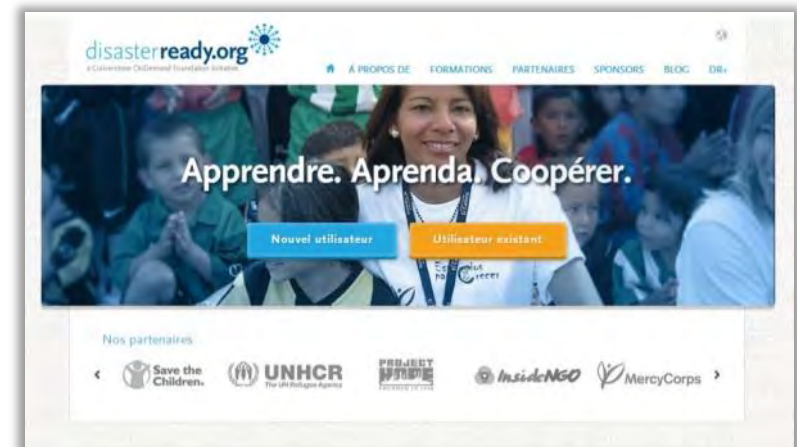 disasterready.org
a Cornerstone OnDemand Foundation Initiative
Á PROPOS DE FORMATIONS PARTENAIRES SPONSORS BLOG DR+
Apprendre. Aprenda. Coopérer.
Nouvel utilisateur Utilisateur existant
Nos partenaires
Save the Children.
UNHCR
The UN Refugee Agency
PROJECT HOPE
InsideNGO
MercyCorps